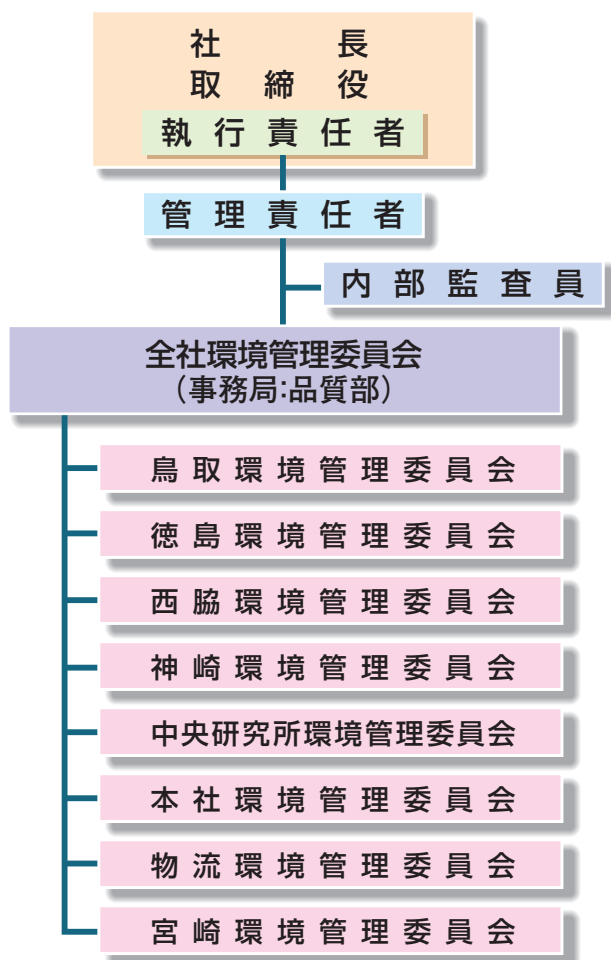 社長
取締役
執行責任者
管理責任者
内部監査員
全社環境管理委員会
(事務局:品質部)
鳥取環境管理委員会
徳島環境管理委員会
西脇環境管理委員会
神崎環境管理委員会
中央研究所環境管理委員会
本社環境管理委員会
物流環境管理委員会
宮崎環境管理委員会